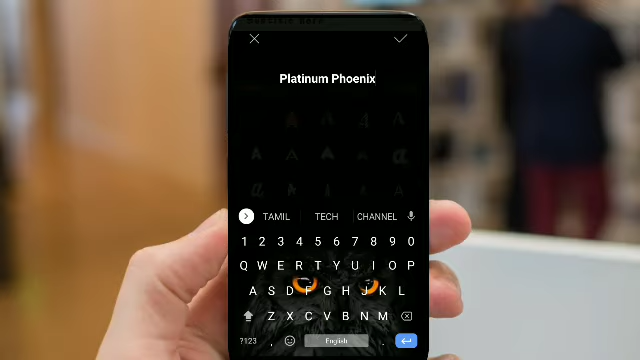 Platinum Phoenix
TAMIL TECH CHANNEL
1 2 3 4 5 6 7 8 9 0
Q W E R T Y U I O P
A S D F G H J K L
Z X C V B N M
?123 , English .